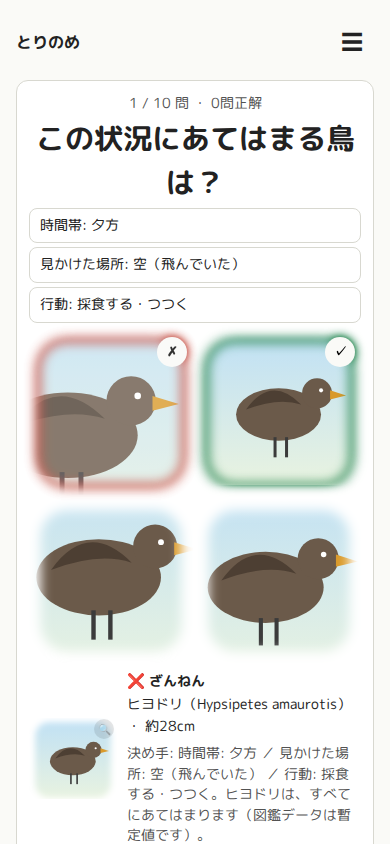 とりのめ
1 / 10 問 · 0問正解
この状況にあてはまる鳥
は？
時間帯: 夕方
見かけた場所: 空（飛んでいた）
行動: 採食する・つつく
✗
✓
❌ ざんねん
ヒヨドリ（Hypsipetes amaurotis）
· 約28cm
決め手: 時間帯: 夕方 ／ 見かけた場
所: 空（飛んでいた） ／ 行動: 採食
する・つつく。ヒヨドリは、すべて
にあてはまります（図鑑データは暫
定値です）。